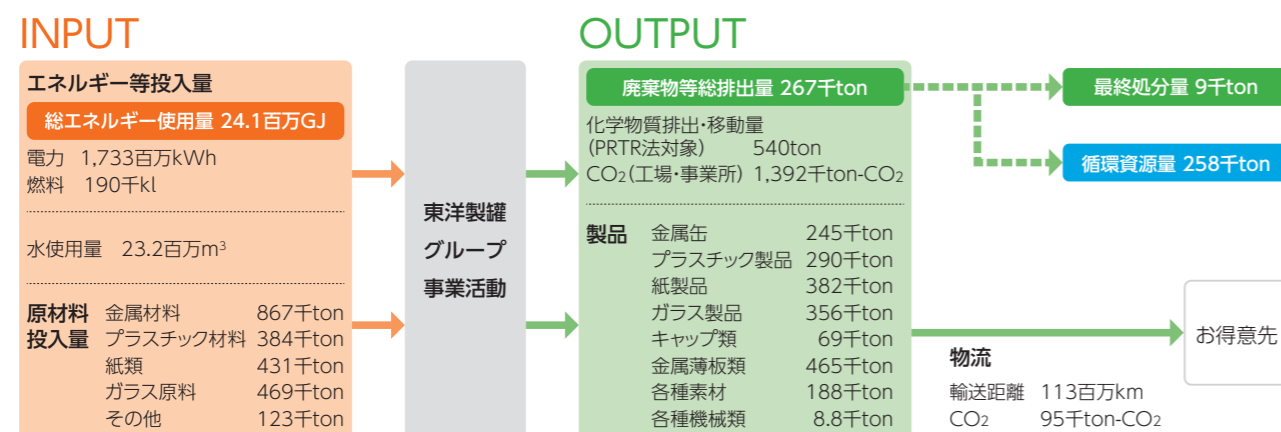 INPUT
エネルギー等投入量
総エネルギー使用量 24.1百万GJ
電力 1,733百万kWh
燃料 190千kl
水使用量 23.2百万m³
原材料 金属材料 867千ton
投入量 プラスチック材料 384千ton
紙類 431千ton
ガラス原料 469千ton
その他 123千ton
東洋製罐
グループ
事業活動
OUTPUT
廃棄物等総排出量 267千ton
化学物質排出・移動量
(PRTR法対象) 540ton
CO₂(工場・事業所) 1,392千ton-CO₂
製品 金属缶 245千ton
プラスチック製品 290千ton
紙製品 382千ton
ガラス製品 356千ton
キャップ類 69千ton
金属薄板類 465千ton
各種素材 188千ton
各種機械類 8.8千ton
最終処分量 9千ton
循環資源量 258千ton
物流
輸送距離 113百万km
CO₂ 95千ton-CO₂
お得意先